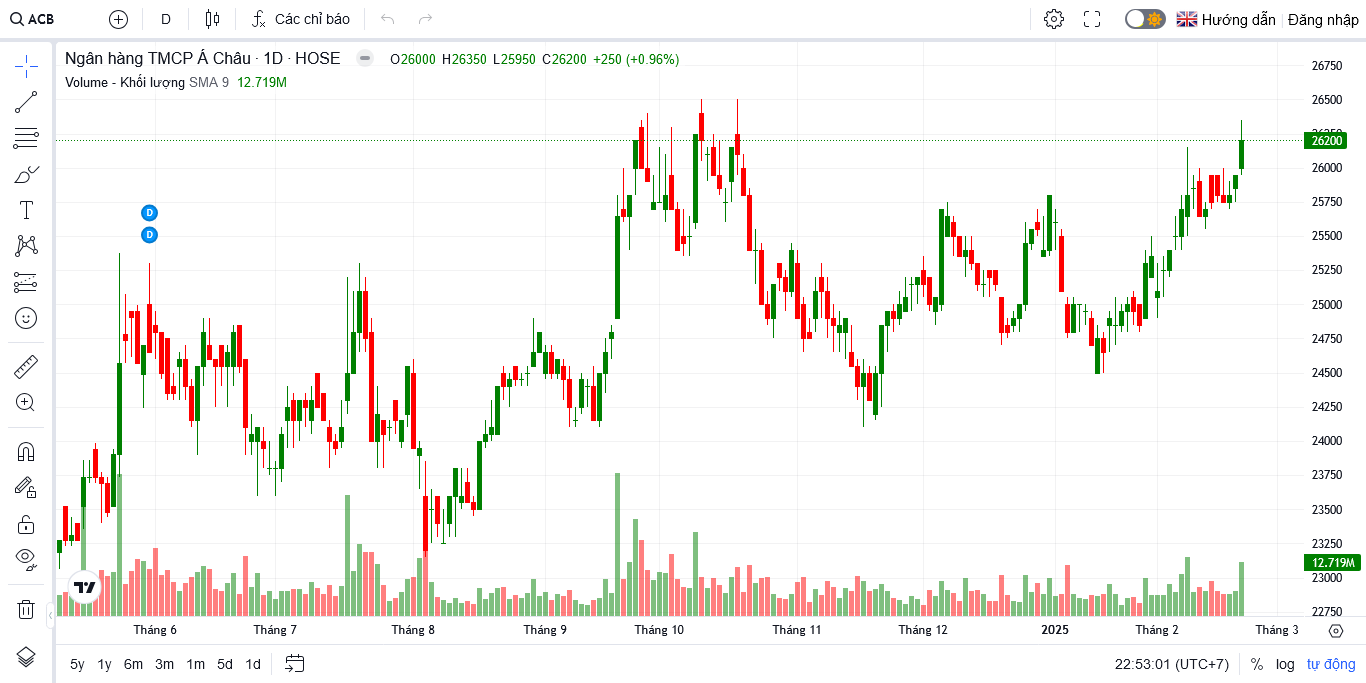 ACB D Các chỉ báo Hướng dẫn Đăng nhập
Ngân hàng TMCP Á Châu · 1D · HOSE O26000 H26350 L25950 C26200 +250 (+0.96%)
Volume - Khối lượng SMA 9 12.719M
26750
26500
26200
26000
25750
25500
25250
25000
24750
24500
24250
24000
23750
23500
23250
12.719M
23000
22750
D
D
Tháng 6 Tháng 7 Tháng 8 Tháng 9 Tháng 10 Tháng 11 Tháng 12 2025 Tháng 2 Tháng 3
5y 1y 6m 3m 1m 5d 1d 22:53:01 (UTC+7) % log tự động